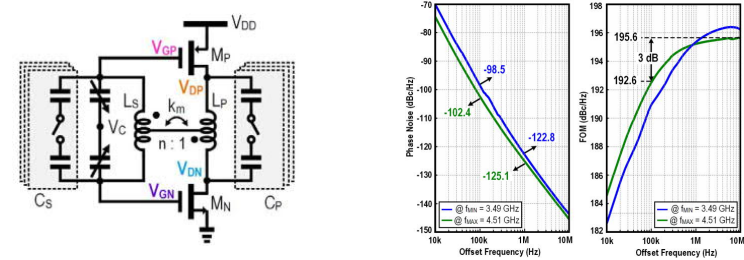 V_DD
V_GP
M_P
V_DP
L_S
k_m
L_P
V_C
n : 1
V_DN
V_GN
M_N
C_S
C_P
-70
-80
-90
-100
-110
-120
-130
-140
-150
Phase Noise (dBc/Hz)
-98.5
-102.4
-122.8
-125.1
@ f_MIN = 3.49 GHz
@ f_MAX = 4.51 GHz
10k
100k
1M
10M
Offset Frequency (Hz)
198
196
194
192
190
188
186
184
182
FOM (dBc/Hz)
195.6
3 dB
192.6
@ f_MIN = 3.49 GHz
@ f_MAX = 4.51 GHz
10k
100k
1M
10M
Offset Frequency (Hz)